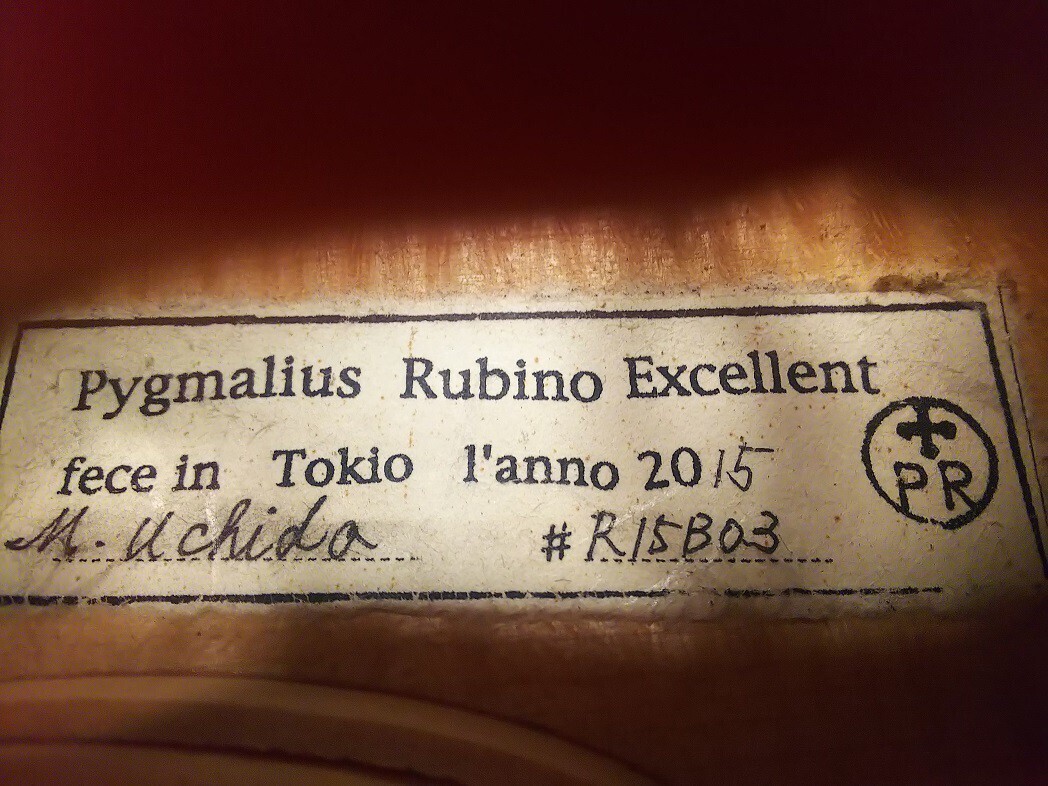 Pygmalius Rubino Excellent
fece in Tokio l'anno 2015
PR
M. Uchida #R15B03